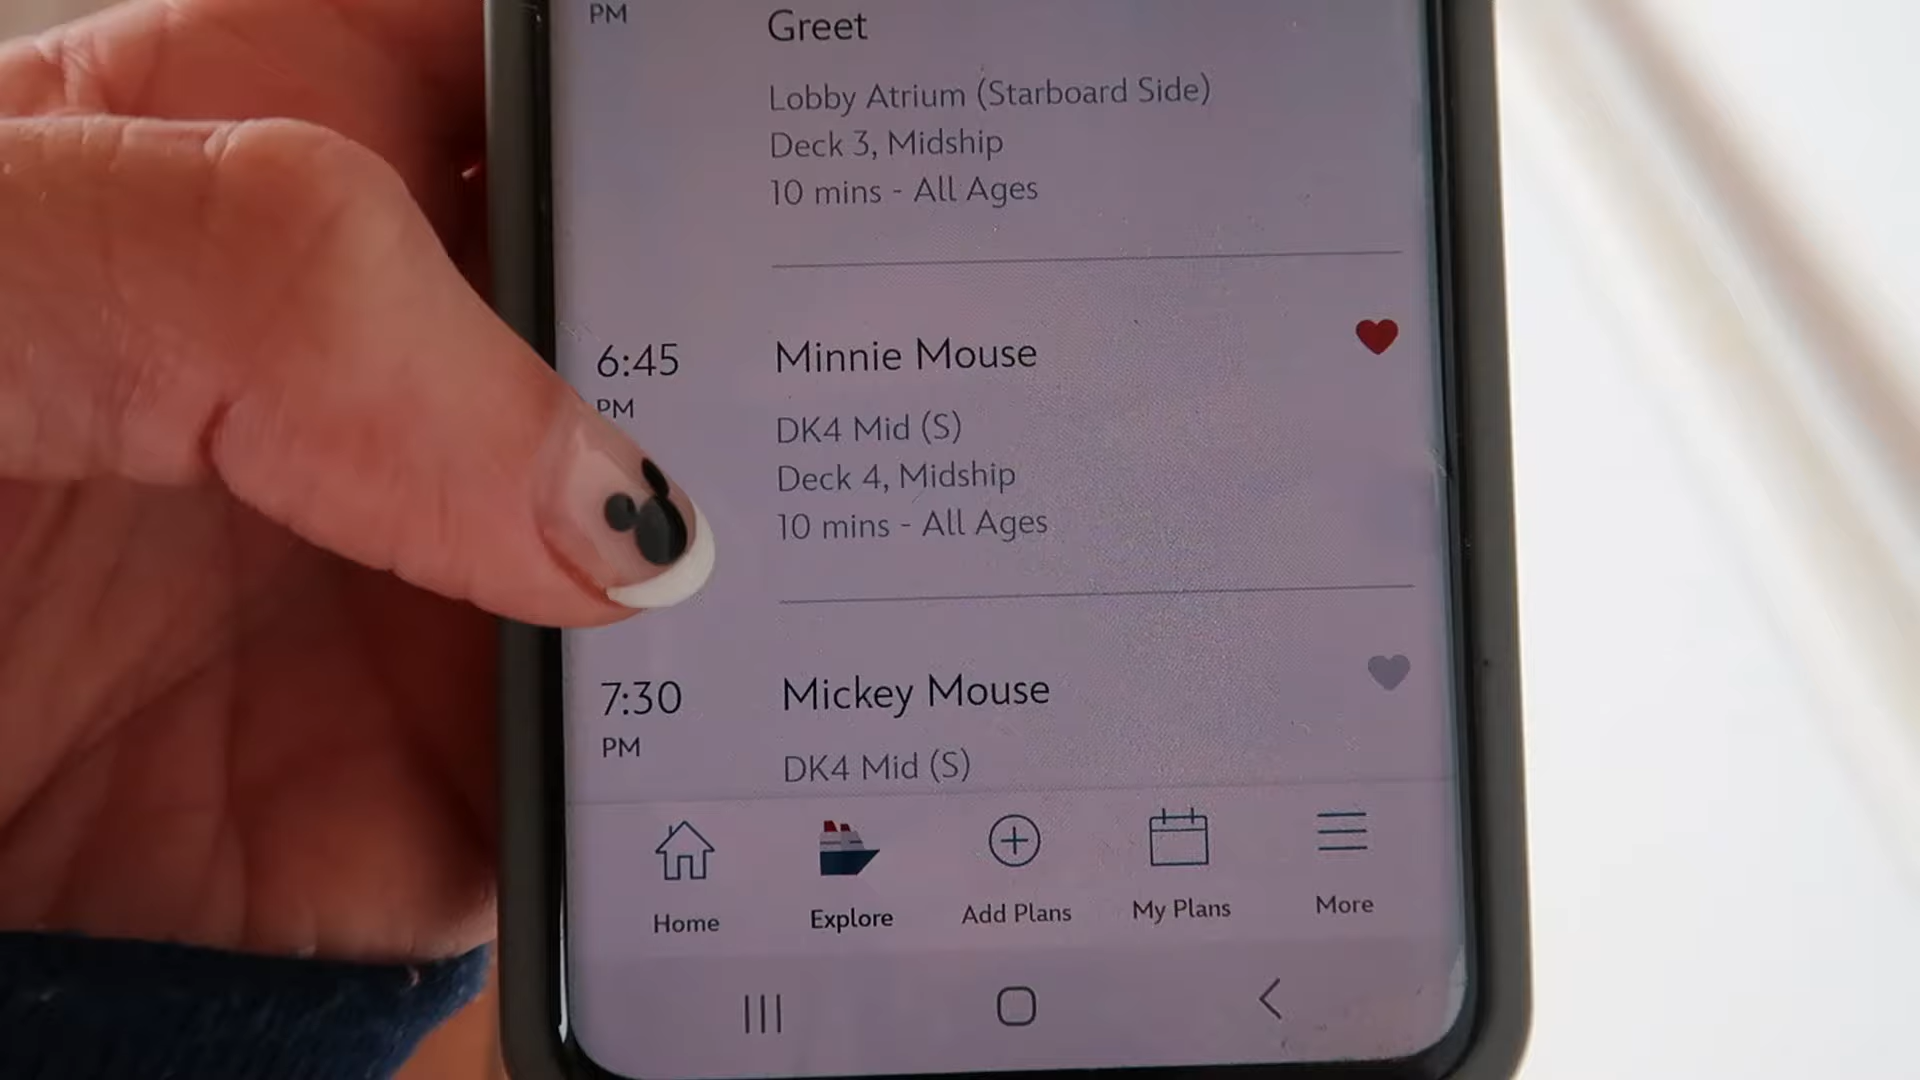 PM
Greet
Lobby Atrium (Starboard Side)
Deck 3, Midship
10 mins - All Ages
6:45
PM
Minnie Mouse
DK4 Mid (S)
Deck 4, Midship
10 mins - All Ages
7:30
PM
Mickey Mouse
DK4 Mid (S)
Home
Explore
Add Plans
My Plans
More